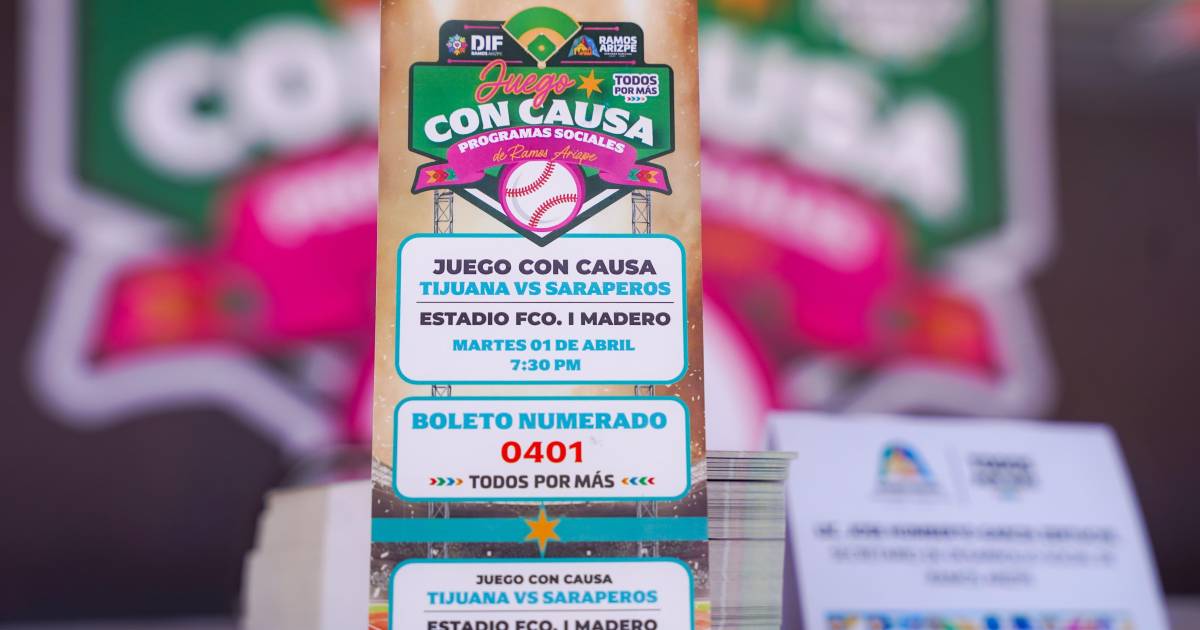 DIF
RAMOS ARIZPE
RAMOS
ARIZPE
Juego
TODOS
POR MÁS
CON CAUSA
PROGRAMAS SOCIALES
de Ramos Arizpe
JUEGO CON CAUSA
TIJUANA VS SARAPEROS
ESTADIO FCO. I MADERO
MARTES 01 DE ABRIL
7:30 PM
BOLETO NUMERADO
0401
TODOS POR MÁS
JUEGO CON CAUSA
TIJUANA VS SARAPEROS
ESTADIO FCO. I MADERO